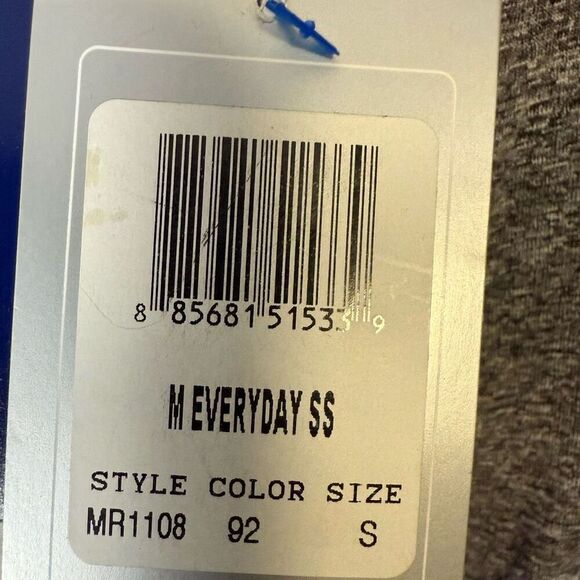 8 85681 51533 9
M EVERYDAY SS
STYLE COLOR SIZE
MR1108 92 S